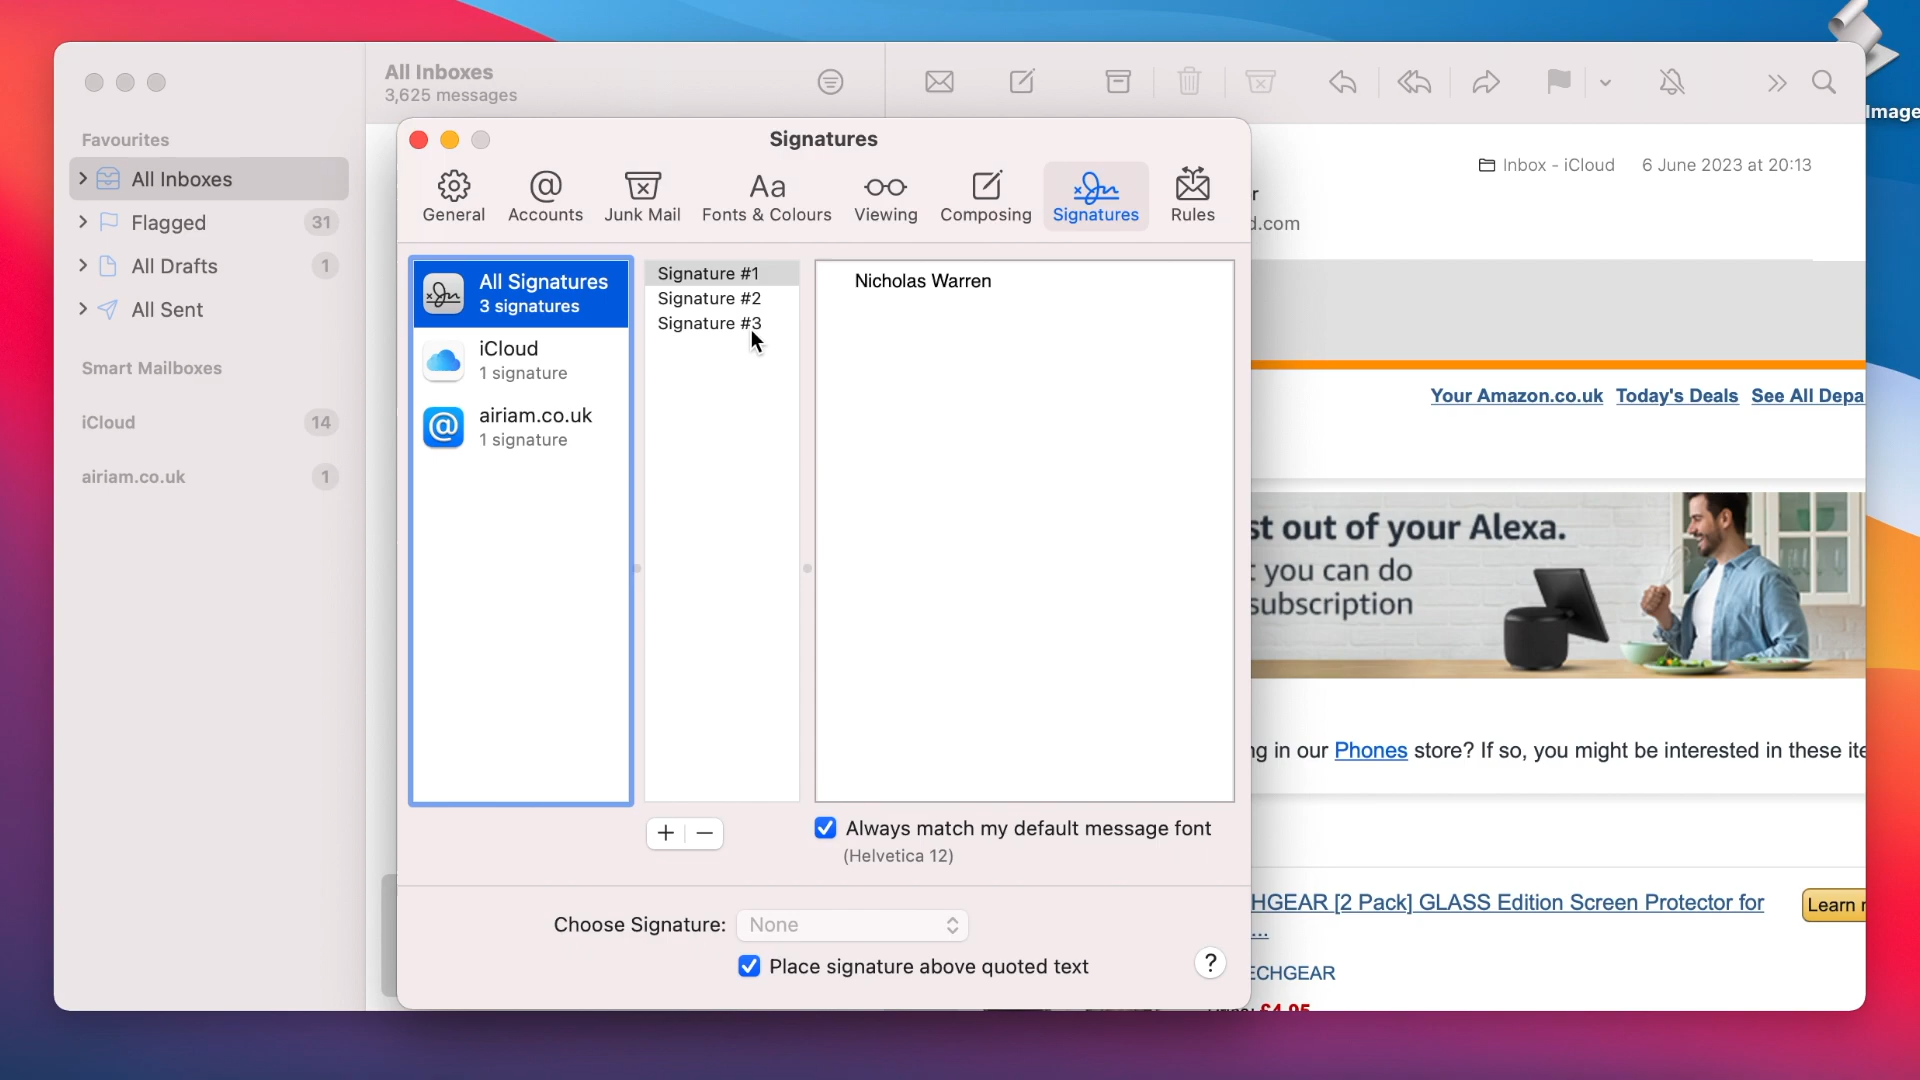 All Inboxes
3,625 messages
Image
Favourites
All Inboxes
Flagged 31
All Drafts 1
All Sent
Smart Mailboxes
iCloud 14
airiam.co.uk 1
Signatures
General
@
Accounts
Junk Mail
Aa
Fonts & Colours
Viewing
Composing
Signatures
Rules
All Signatures
3 signatures
iCloud
1 signature
@
airiam.co.uk
1 signature
Signature #1
Signature #2
Signature #3
Nicholas Warren
+ −
Always match my default message font
(Helvetica 12)
Choose Signature: None
Place signature above quoted text
?
Inbox - iCloud 6 June 2023 at 20:13
r
d.com
Your Amazon.co.uk Today's Deals See All Depa
st out of your Alexa.
you can do
subscription
ng in our Phones store? If so, you might be interested in these ite
HGEAR [2 Pack] GLASS Edition Screen Protector for
...
Learn
ECHGEAR
£4.95